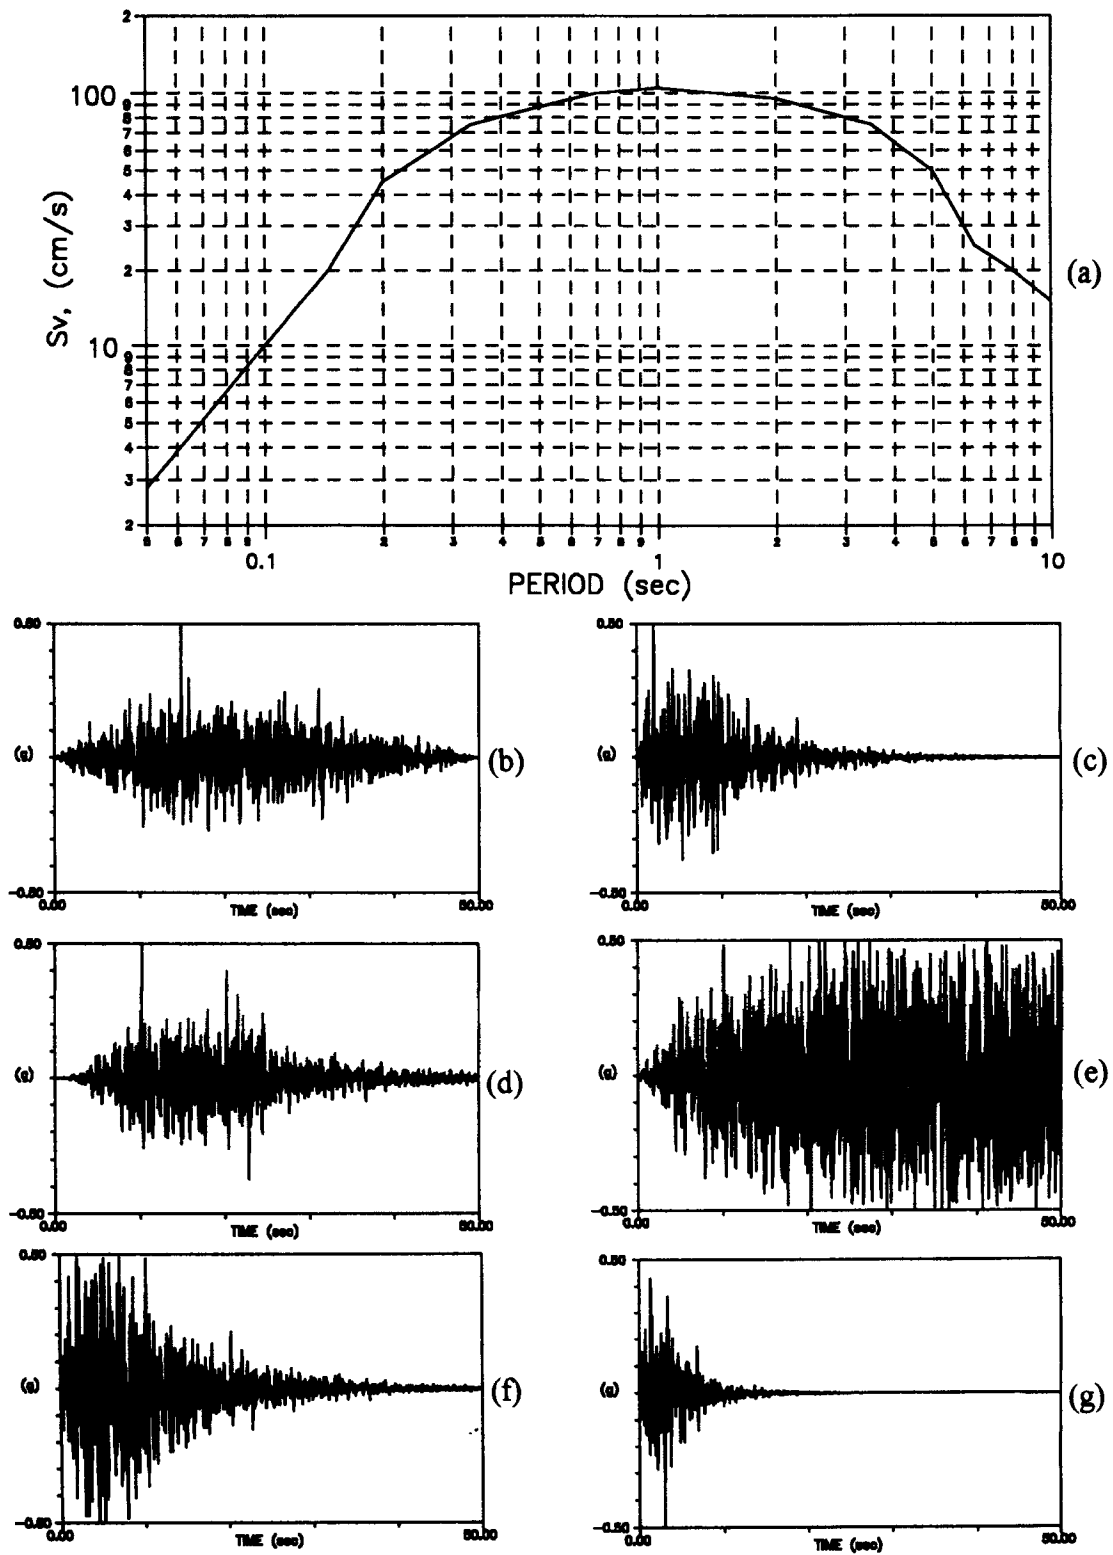 2
100
9
8
7
6
5
4
3
2
10
9
8
7
6
5
4
3
2
Sv, (cm/s)
(a)
5 6 7 8 9 2 3 4 5 6 7 8 9 2 3 4 5 6 7 8 9
0.1 1 10
PERIOD (sec)
0.50
(g)
-0.50
0.00 50.00
TIME (sec)
(b)
0.50
(g)
-0.50
0.00 50.00
TIME (sec)
(c)
0.50
(g)
-0.50
0.00 50.00
TIME (sec)
(d)
0.50
(g)
-0.50
0.00 50.00
TIME (sec)
(e)
0.50
(g)
-0.50
0.00 50.00
TIME (sec)
(f)
0.50
(g)
-0.50
0.00 50.00
TIME (sec)
(g)